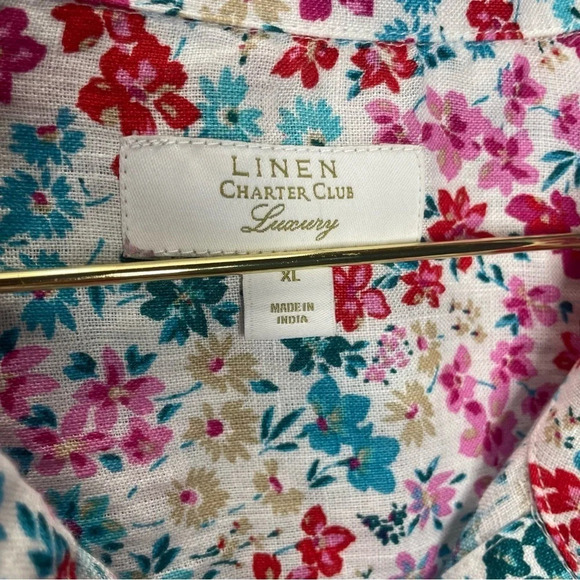 LINEN
CHARTER CLUB
Luxury
XL
MADE IN
INDIA